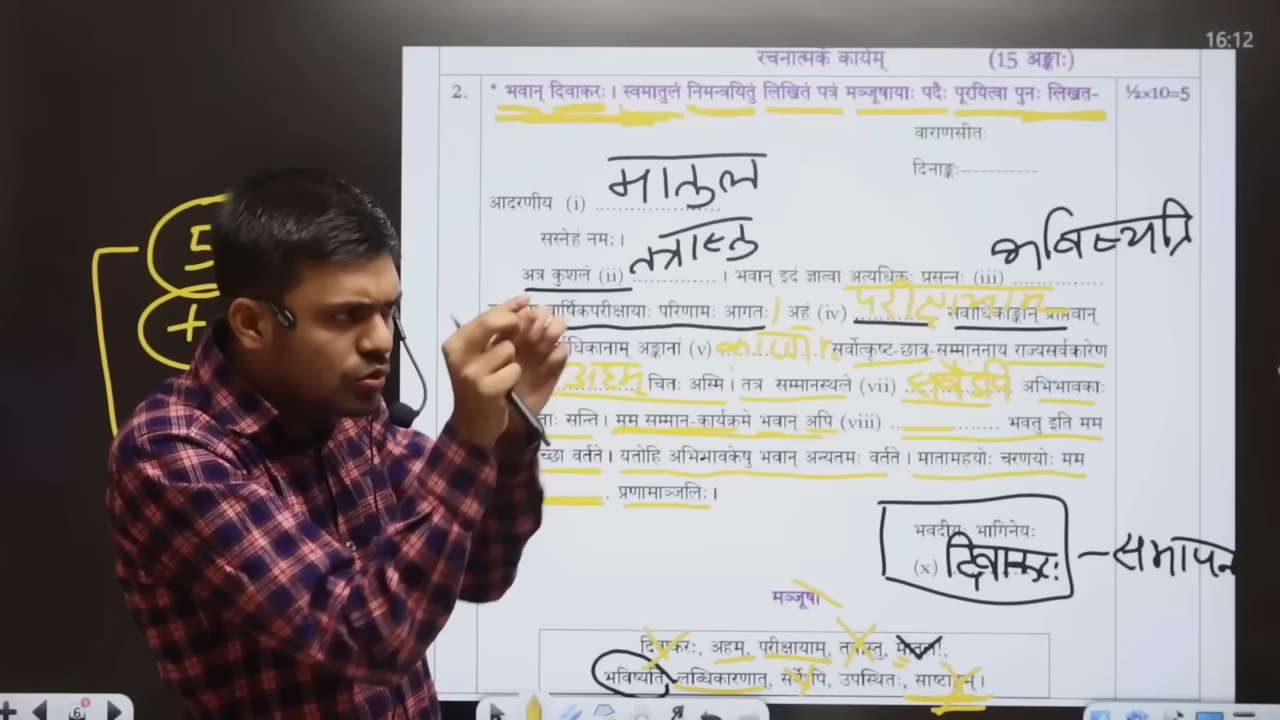 16:12
रचनात्मकं कार्यम् (15 अङ्काः)
2. * भवान् दिवाकरः। स्वमातुलं निमन्त्रयितुं लिखितं पत्रं मञ्जूषायाः पदैः पूरयित्वा पुनः लिखत- ½x10=5
वाराणसीतः
दिनाङ्कः-----------
मातुल
आदरणीय (i) ........................
सस्नेहं नमः।
तत्रास्तु
भविष्यति
अत्र कुशलं (ii) ...................। भवान् इदं ज्ञात्वा अत्यधिकः प्रसन्नः (iii) ...................
वार्षिकपरीक्षायाः परिणामः आगतः। अहं (iv) परीक्षायाम् सर्वाधिकाङ्कान् प्राप्तवान्
धिकानाम् अङ्कानां (v) सर्वोत्कृष्ट-छात्र-सम्माननाय राज्यसर्वकारेण
अहम् चितः अस्मि। तत्र सम्मानस्थले (vii) सर्वेऽपि अभिभावकाः
ताः सन्ति। मम सम्मान-कार्यक्रमे भवान् अपि (viii) ...................... भवतु इति मम
च्छा वर्तते। यतोहि अभिभावकेषु भवान् अन्यतमः वर्तते। मातामहयोः चरणयोः मम
. प्रणामाञ्जलिः।
भवदीयः भागिनेयः
(x) दिवाकरः - समापन
मञ्जूषा
दिवाकरः, अहम्, परीक्षायाम्, तत्रास्तु, मातुल!,
भविष्यति, लब्धिकारणात्, सर्वेऽपि, उपस्थितः, साष्टाङ्गम्।